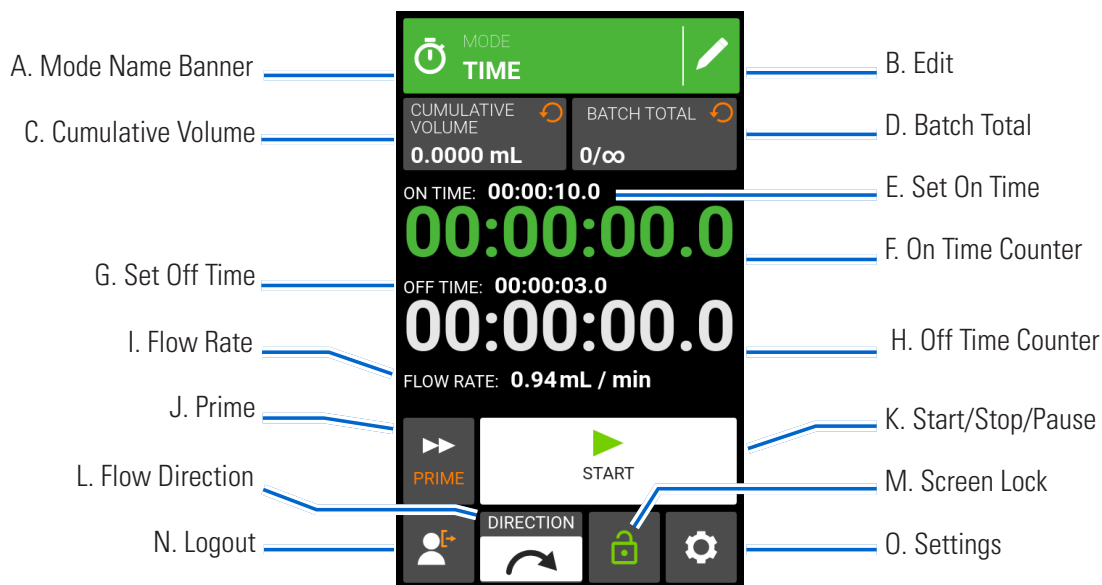 MODE
TIME
A. Mode Name Banner
B. Edit
CUMULATIVE
VOLUME
0.0000 mL
BATCH TOTAL
0/∞
C. Cumulative Volume
D. Batch Total
ON TIME: 00:00:10.0
E. Set On Time
00:00:00.0
F. On Time Counter
G. Set Off Time
OFF TIME: 00:00:03.0
00:00:00.0
H. Off Time Counter
I. Flow Rate
FLOW RATE: 0.94mL / min
J. Prime
K. Start/Stop/Pause
PRIME
START
L. Flow Direction
M. Screen Lock
DIRECTION
N. Logout
O. Settings